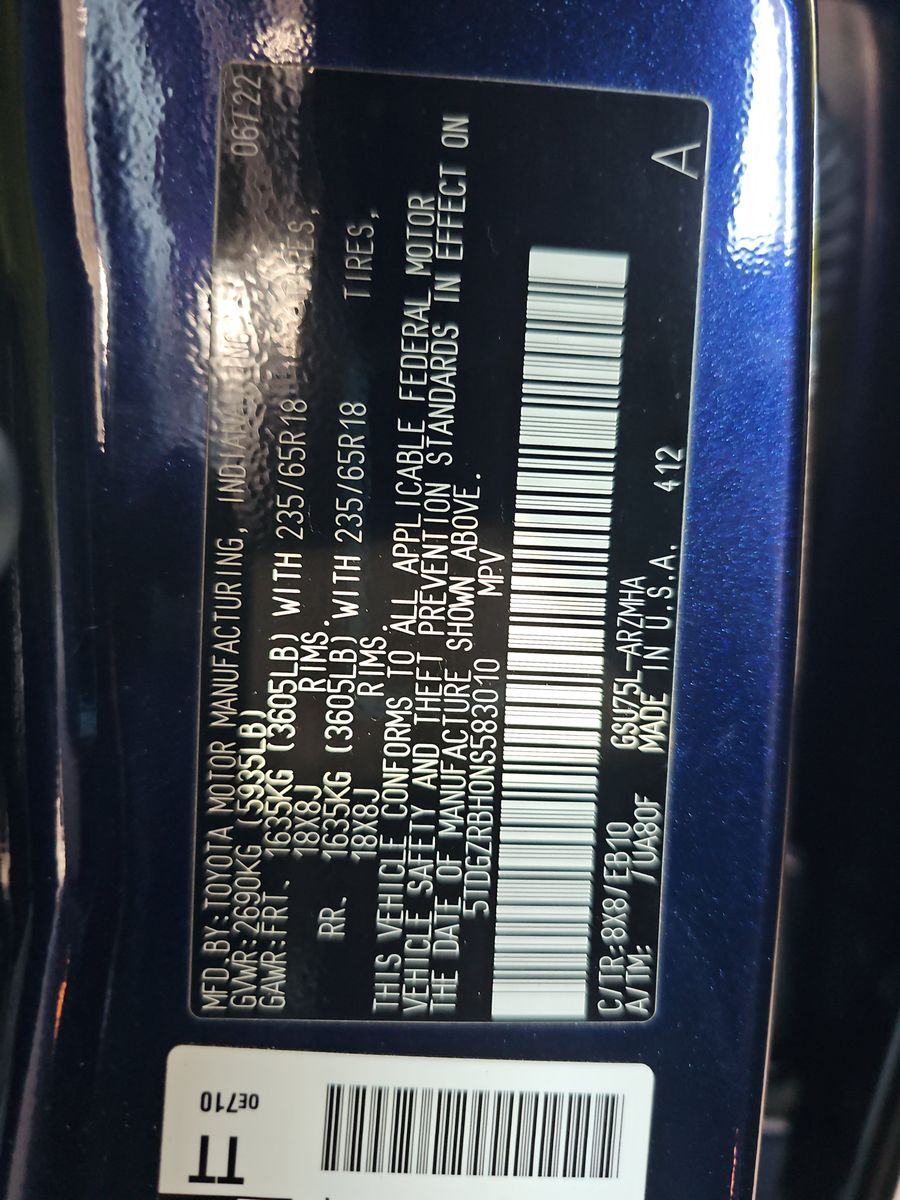 MFD.BY:TOYOTA MOTOR MANUFACTURING, INDIANA, INC. 06/22
GVWR:2690KG (5935LB)
GAWR:FRT. 1635KG (3605LB) WITH 235/65R18 TIRES,
18X8J RIMS.
RR. 1635KG (3605LB) WITH 235/65R18 TIRES,
18X8J RIMS.
THIS VEHICLE CONFORMS TO ALL APPLICABLE FEDERAL MOTOR
VEHICLE SAFETY AND THEFT PREVENTION STANDARDS IN EFFECT ON
THE DATE OF MANUFACTURE SHOWN ABOVE.
5TDGZRBH0NS583010 MPV
C/TR:8X8/EB10 GSU75L-ARZMHA
A/TM: /UA80F MADE IN U.S.A. 412 A
0E710
TT